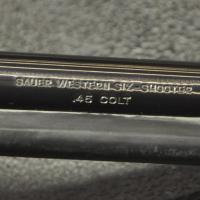 SAUER WESTERN SIX-SHOOTER
.45 COLT